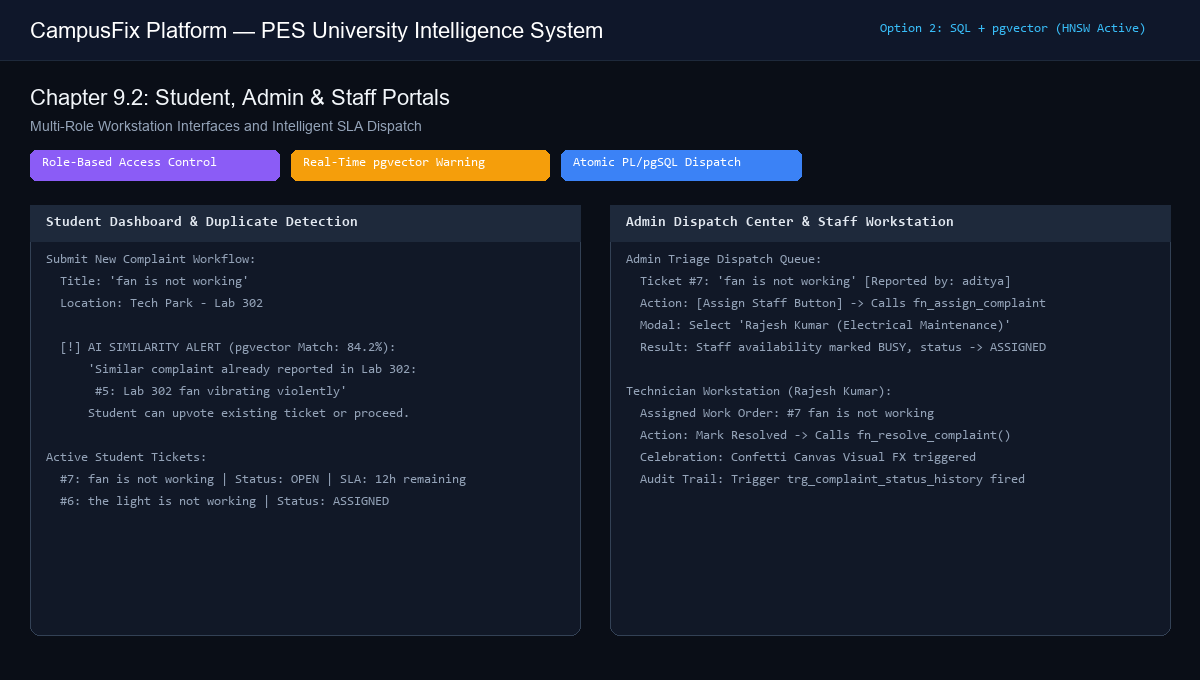 CampusFix Platform — PES University Intelligence System
Option 2: SQL + pgvector (HNSW Active)
Chapter 9.2: Student, Admin & Staff Portals
Multi-Role Workstation Interfaces and Intelligent SLA Dispatch
Role-Based Access Control
Real-Time pgvector Warning
Atomic PL/pgSQL Dispatch
Student Dashboard & Duplicate Detection
Submit New Complaint Workflow:
Title: 'fan is not working'
Location: Tech Park - Lab 302
[!] AI SIMILARITY ALERT (pgvector Match: 84.2%):
'Similar complaint already reported in Lab 302:
#5: Lab 302 fan vibrating violently'
Student can upvote existing ticket or proceed.
Active Student Tickets:
#7: fan is not working | Status: OPEN | SLA: 12h remaining
#6: the light is not working | Status: ASSIGNED
Admin Dispatch Center & Staff Workstation
Admin Triage Dispatch Queue:
Ticket #7: 'fan is not working' [Reported by: aditya]
Action: [Assign Staff Button] -> Calls fn_assign_complaint
Modal: Select 'Rajesh Kumar (Electrical Maintenance)'
Result: Staff availability marked BUSY, status -> ASSIGNED
Technician Workstation (Rajesh Kumar):
Assigned Work Order: #7 fan is not working
Action: Mark Resolved -> Calls fn_resolve_complaint()
Celebration: Confetti Canvas Visual FX triggered
Audit Trail: Trigger trg_complaint_status_history fired